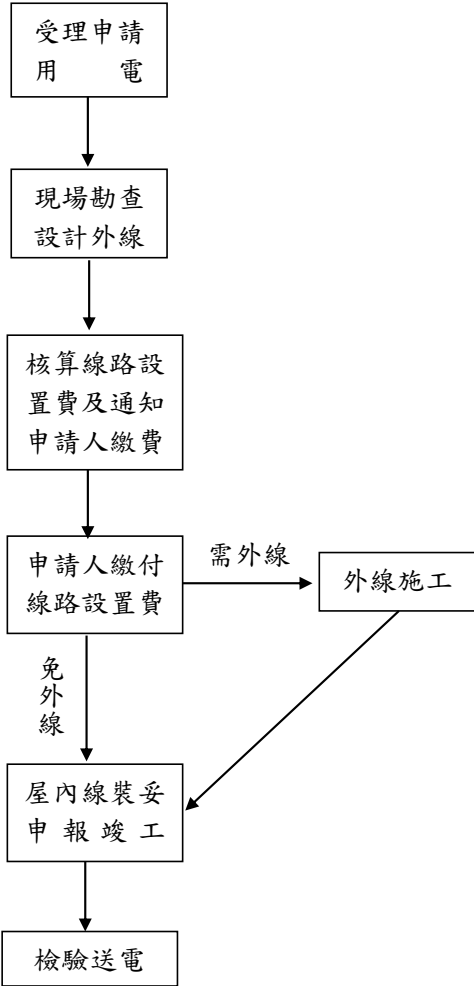 受理申請
用電
現場勘查
設計外線
核算線路設
置費及通知
申請人繳費
申請人繳付
線路設置費
需外線
外線施工
免外線
屋內線裝妥
申報竣工
檢驗送電